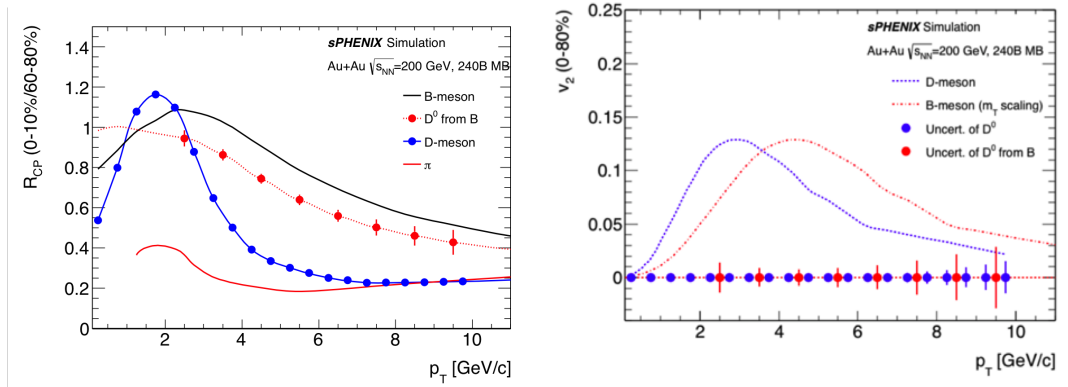 sPHENIX Simulation
Au+Au √sNN=200 GeV, 240B MB
B-meson
D0 from B
D-meson
π
RCP (0-10%/60-80%)
1.4
1.2
1
0.8
0.6
0.4
0.2
0
2
4
6
8
10
pT [GeV/c]
sPHENIX Simulation
Au+Au √sNN=200 GeV, 240B MB
D-meson
B-meson (mT scaling)
Uncert. of D0
Uncert. of D0 from B
v2 (0-80%)
0.25
0.2
0.15
0.1
0.05
0
2
4
6
8
10
pT [GeV/c]